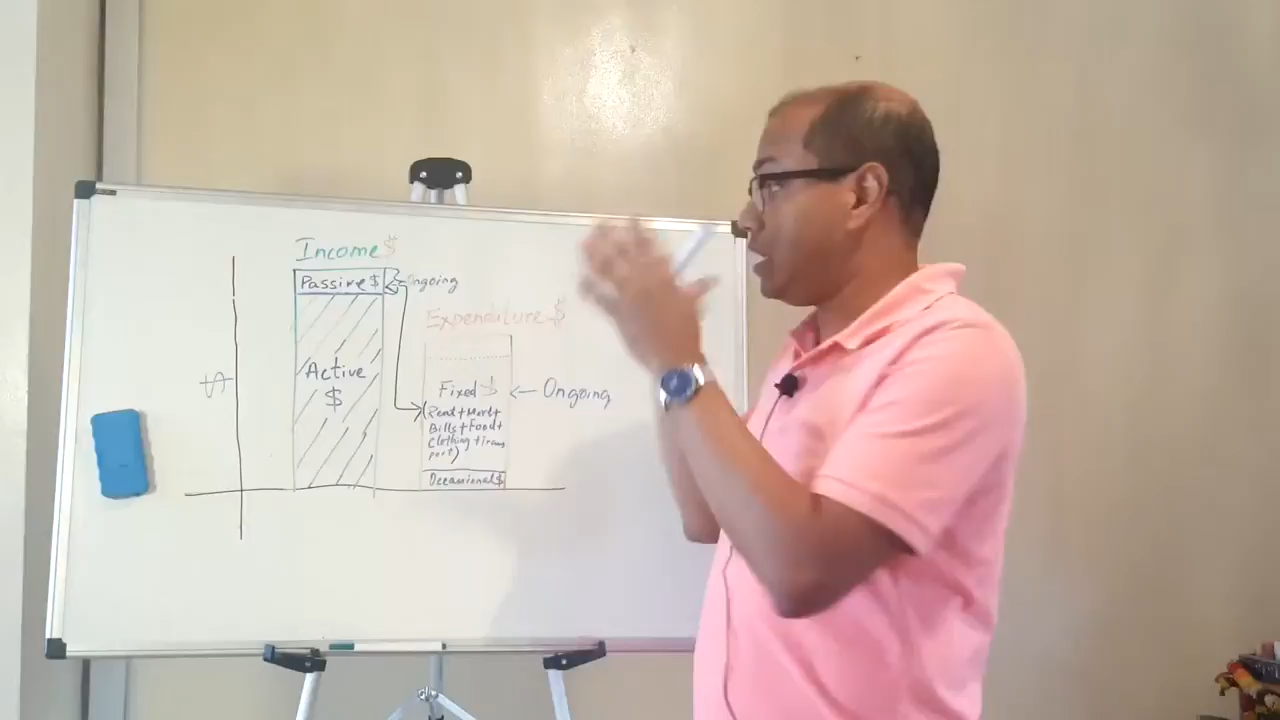 Income $
Passive $
Ongoing
Expenditure $
$
Active
$
Fixed $
Ongoing
(Rent+Mort+
Bills+Food+
Clothing+trans
port)
Occasional $